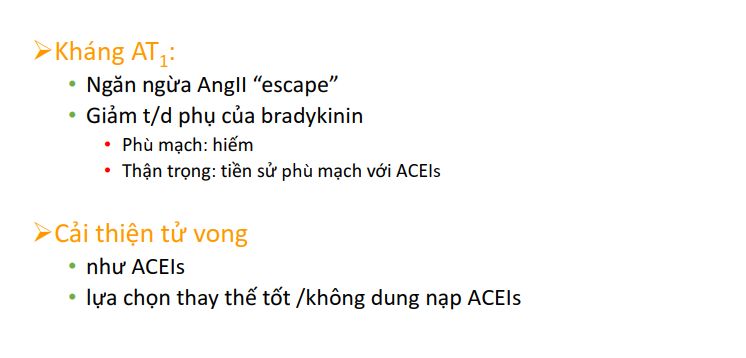 ➢Kháng AT₁:
• Ngăn ngừa AngII “escape”
• Giảm t/d phụ của bradykinin
• Phù mạch: hiếm
• Thận trọng: tiền sử phù mạch với ACEIs
➢Cải thiện tử vong
• như ACEIs
• lựa chọn thay thế tốt /không dung nạp ACEIs